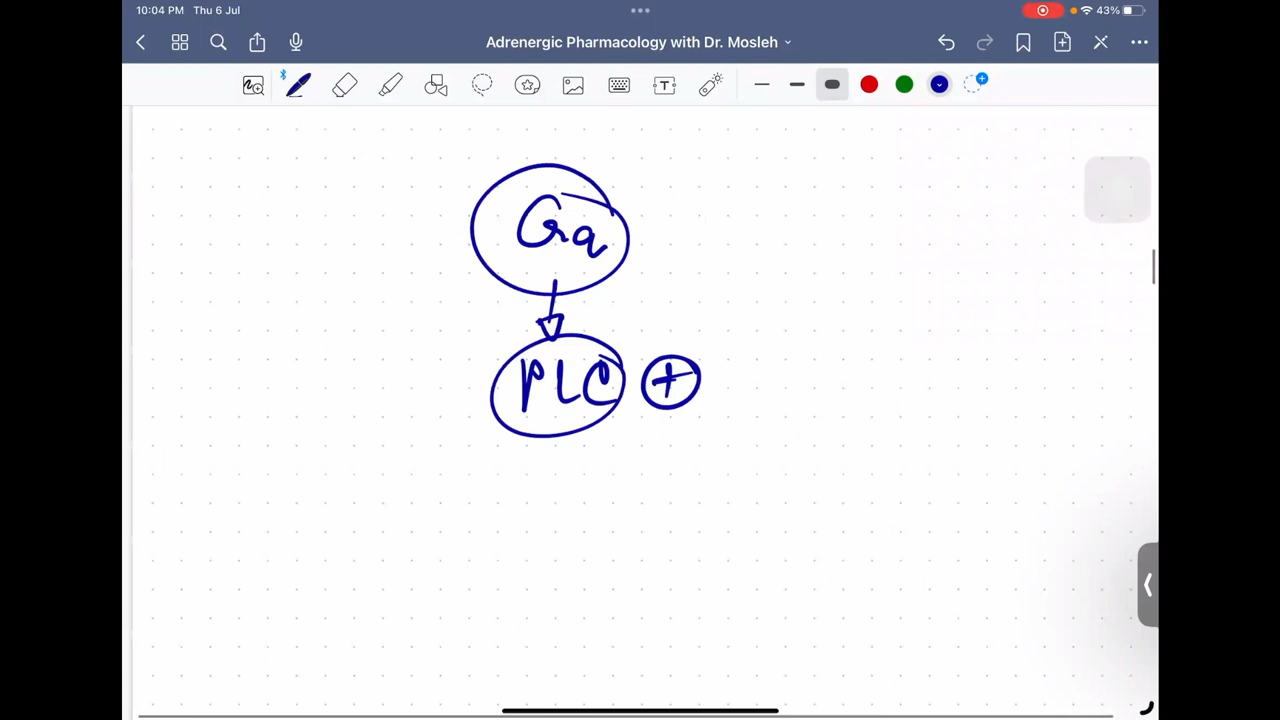 10:04 PM Thu 6 Jul
43%
Adrenergic Pharmacology with Dr. Mosleh
T
Gq
PLC +